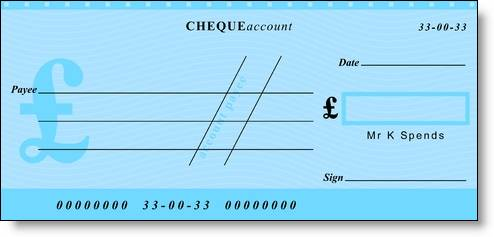 CHEQUEaccount
33-00-33
Date
Payee
£
£
account payee
Mr K Spends
Sign
00000000 33-00-33 00000000